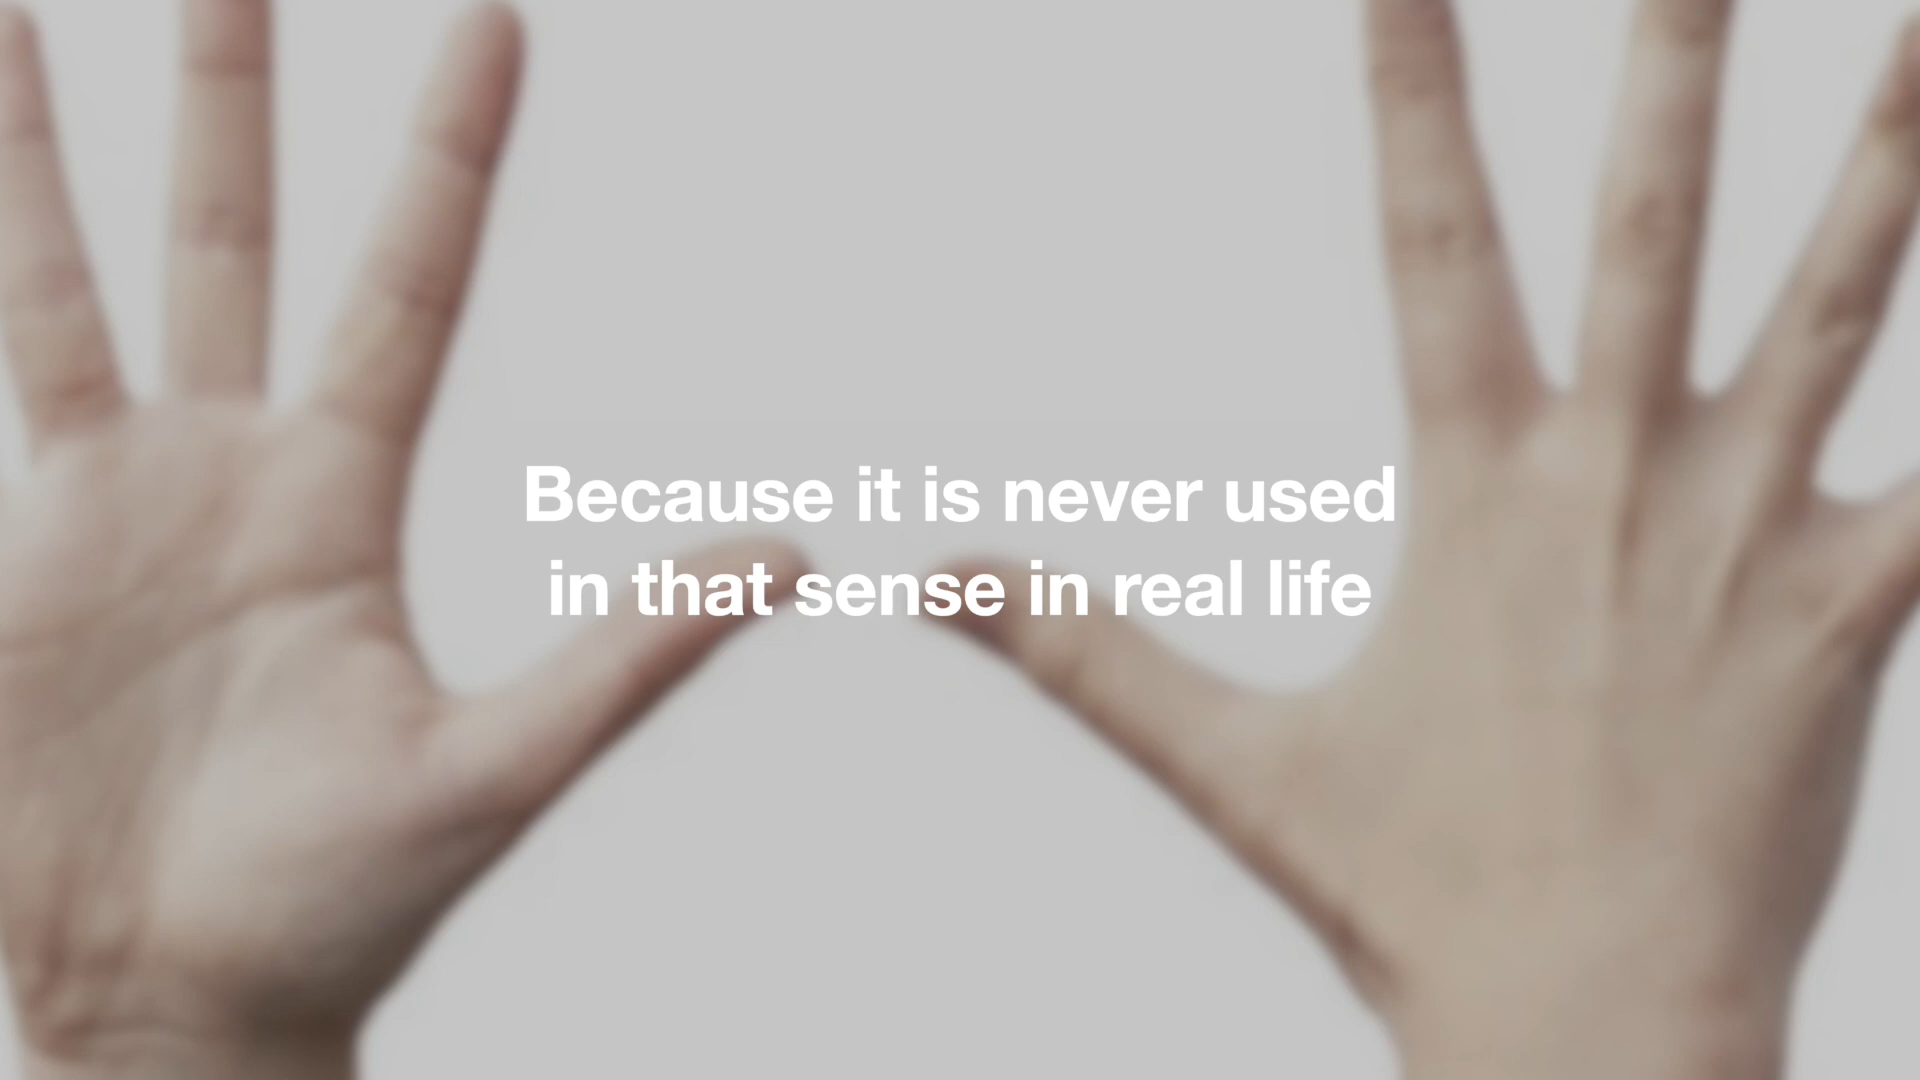 Because it is never used
in that sense in real life